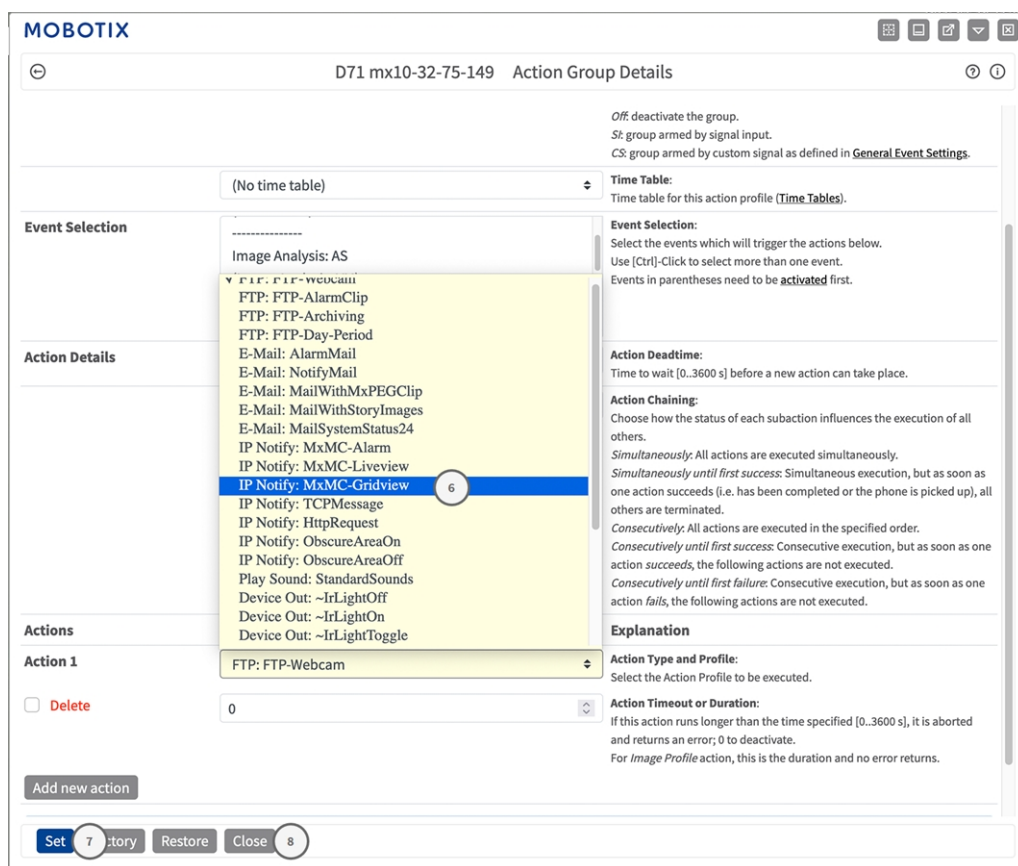 MOBOTIX
D71 mx10-32-75-149 Action Group Details
Off: deactivate the group.
SI: group armed by signal input.
CS: group armed by custom signal as defined in General Event Settings.
(No time table)
Time Table:
Time table for this action profile (Time Tables).
Event Selection
---------------
Image Analysis: AS
Event Selection:
Select the events which will trigger the actions below.
Use [Ctrl]-Click to select more than one event.
Events in parentheses need to be activated first.
FTP: FTP-Webcam
FTP: FTP-AlarmClip
FTP: FTP-Archiving
FTP: FTP-Day-Period
E-Mail: AlarmMail
E-Mail: NotifyMail
E-Mail: MailWithMxPEGClip
E-Mail: MailWithStoryImages
E-Mail: MailSystemStatus24
IP Notify: MxMC-Alarm
IP Notify: MxMC-Liveview
IP Notify: MxMC-Gridview
6
IP Notify: TCPMessage
IP Notify: HttpRequest
IP Notify: ObscureAreaOn
IP Notify: ObscureAreaOff
Play Sound: StandardSounds
Device Out: ~IrLightOff
Device Out: ~IrLightOn
Device Out: ~IrLightToggle
Action Details
Action Deadtime:
Time to wait [0..3600 s] before a new action can take place.
Action Chaining:
Choose how the status of each subaction influences the execution of all
others.
Simultaneously: All actions are executed simultaneously.
Simultaneously until first success: Simultaneous execution, but as soon as
one action succeeds (i.e. has been completed or the phone is picked up), all
others are terminated.
Consecutively: All actions are executed in the specified order.
Consecutively until first success: Consecutive execution, but as soon as one
action succeeds, the following actions are not executed.
Consecutively until first failure: Consecutive execution, but as soon as one
action fails, the following actions are not executed.
Actions
Explanation
Action 1
FTP: FTP-Webcam
Action Type and Profile:
Select the Action Profile to be executed.
Delete
0
Action Timeout or Duration:
If this action runs longer than the time specified [0..3600 s], it is aborted
and returns an error; 0 to deactivate.
For Image Profile action, this is the duration and no error returns.
Add new action
Set 7 tory Restore Close 8